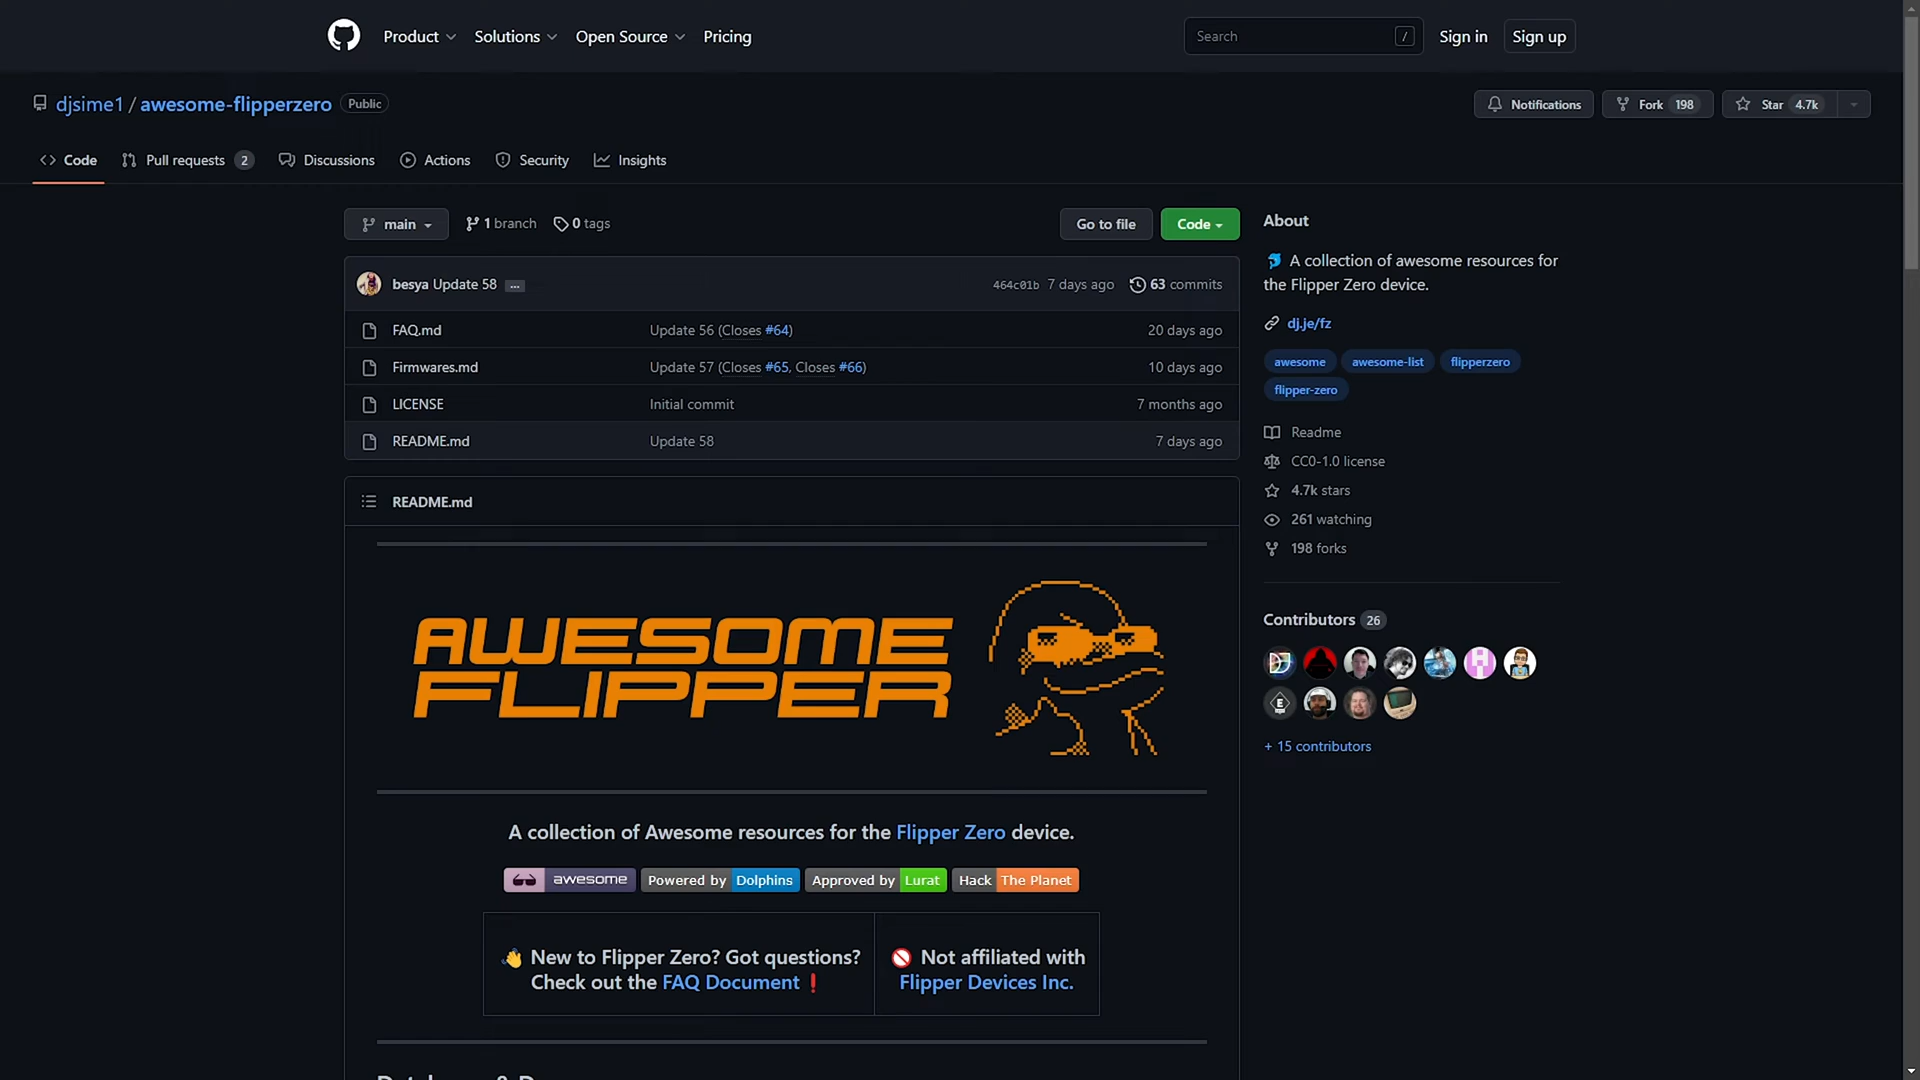 Product Solutions Open Source Pricing Search / Sign in Sign up
djsime1 / awesome-flipperzero Public Notifications Fork 198 Star 4.7k
Code Pull requests 2 Discussions Actions Security Insights
main 1 branch 0 tags Go to file Code
besya Update 58 ... 464c01b 7 days ago 63 commits
FAQ.md Update 56 (Closes #64) 20 days ago
Firmwares.md Update 57 (Closes #65, Closes #66) 10 days ago
LICENSE Initial commit 7 months ago
README.md Update 58 7 days ago
README.md
AWESOME
FLIPPER
A collection of Awesome resources for the Flipper Zero device.
awesome Powered by Dolphins Approved by Lurat Hack The Planet
👋 New to Flipper Zero? Got questions?
Check out the FAQ Document ❗
🚫 Not affiliated with
Flipper Devices Inc.
About
🐬 A collection of awesome resources for
the Flipper Zero device.
dj.je/fz
awesome awesome-list flipperzero
flipper-zero
Readme
CC0-1.0 license
4.7k stars
261 watching
198 forks
Contributors 26
+ 15 contributors